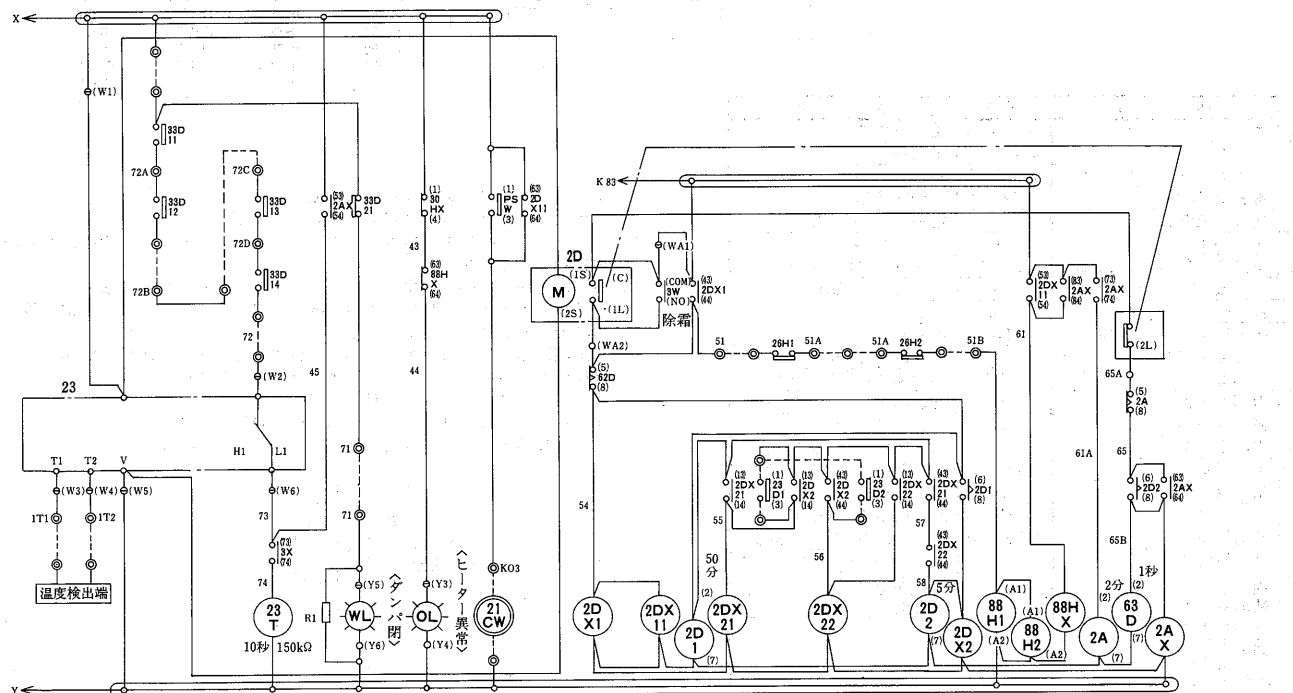 X
(W1)
33D
11
72A
33D
12
72B
72C
33D
13
72D
33D
14
72
(W2)
45
(53)
2AX
(54)
33D
21
(1)
30
HX
(4)
43
(63)
88H
X
(64)
44
(1)
PS
W
(3)
(63)
2D
X11
(64)
2D
(1S)
(C)
M
(1L)
(2S)
(WA1)
(COM)
3W
(NO)
除霜
(43)
2DX1
(44)
K 83
(53)
2DX
11
(54)
(83)
2AX
(84)
(73)
2AX
(74)
61
(2L)
65A
(5)
2A
(8)
65
(WA2)
(5)
62D
(8)
51
26H1
51A
51A
26H2
51B
23
H1
L1
T1
T2
V
(W3)
(W4)
(W5)
(W6)
1T1
1T2
温度検出端
73
(73)
3X
(74)
74
23
T
10秒 150kΩ
71
71
R1
(Y5)
WL
(Y6)
〈ダンパ閉〉
(Y3)
OL
(Y4)
〈ヒーター異常〉
KO3
21
CW
54
(13)
2DX
21
(14)
(1)
23
D1
(3)
(13)
2D
X2
(14)
(43)
2D
X2
(44)
(1)
23
D2
(3)
(13)
2DX
22
(14)
(43)
2DX
21
(44)
(6)
2D1
(8)
55
56
57
(43)
2DX
22
(44)
58
50
分
5分
61A
(6)
2D2
(8)
(63)
2AX
(64)
65B
2分
1秒
2D
X1
2DX
11
(2)
2D
1
(7)
2DX
21
2DX
22
2D
2
(7)
2D
X2
88
H1
(A1)
(A2)
(A1)
88
H2
(A2)
88H
X
(2)
2A
(7)
(2)
63
D
(7)
2A
X
Y